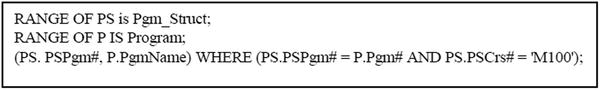 RANGE OF PS is Pgm_Struct;
RANGE OF P IS Program;
(PS. PSPgm#, P.PgmName) WHERE (PS.PSPgm# = P.Pgm# AND PS.PSCrs# = 'M100');